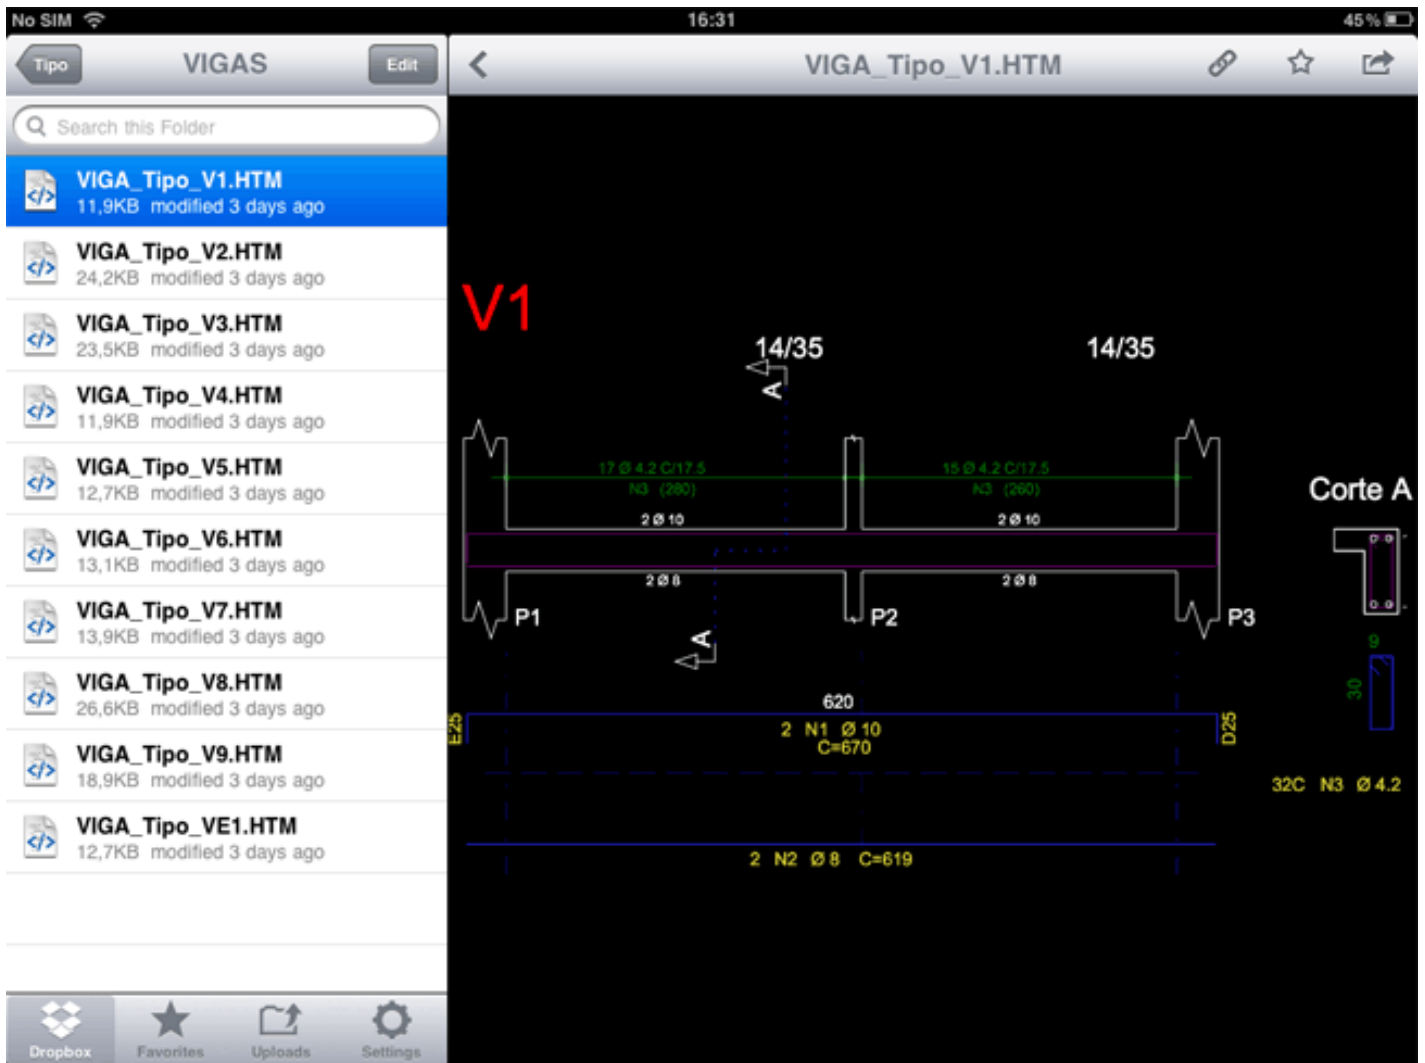 No SIM 16:31 45%
Tipo VIGAS Edit
Search this Folder
VIGA_Tipo_V1.HTM
11,9KB modified 3 days ago
VIGA_Tipo_V2.HTM
24,2KB modified 3 days ago
VIGA_Tipo_V3.HTM
23,5KB modified 3 days ago
VIGA_Tipo_V4.HTM
11,9KB modified 3 days ago
VIGA_Tipo_V5.HTM
12,7KB modified 3 days ago
VIGA_Tipo_V6.HTM
13,1KB modified 3 days ago
VIGA_Tipo_V7.HTM
13,9KB modified 3 days ago
VIGA_Tipo_V8.HTM
26,6KB modified 3 days ago
VIGA_Tipo_V9.HTM
18,9KB modified 3 days ago
VIGA_Tipo_VE1.HTM
12,7KB modified 3 days ago
Dropbox Favorites Uploads Settings
VIGA_Tipo_V1.HTM
V1
14/35 14/35
A
17 Ø 4.2 C/17.5 15 Ø 4.2 C/17.5
N3 (280) N3 (260)
Corte A
2 Ø 10 2 Ø 10
2 Ø 8 2 Ø 8
P1 P2 P3
A
9
30
620
E25 D25
2 N1 Ø 10
C=670
32C N3 Ø 4.2
2 N2 Ø 8 C=619